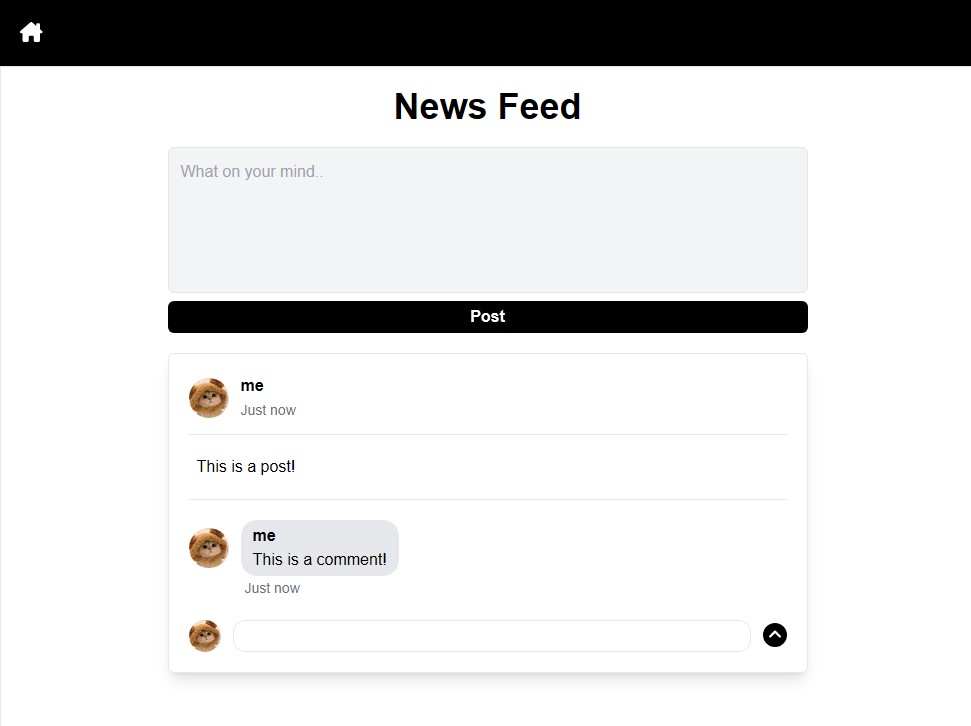 News Feed
What on your mind..
Post
me
Just now
This is a post!
me
This is a comment!
Just now